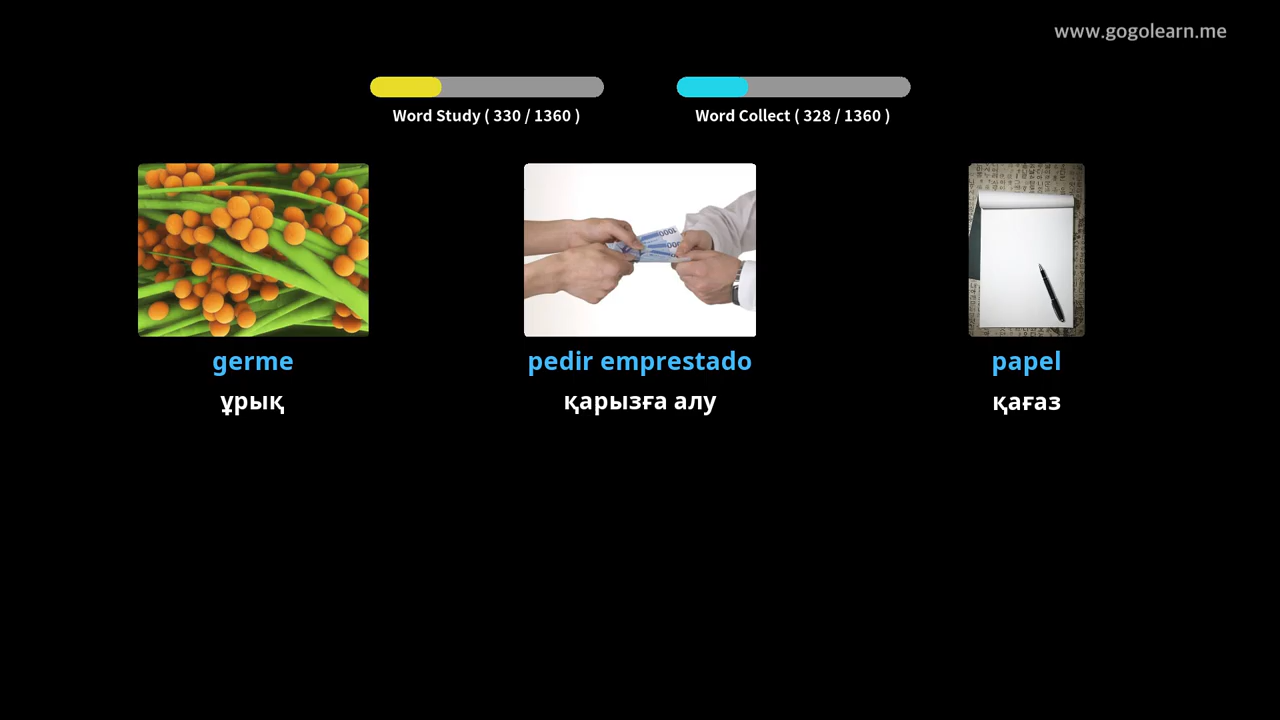 www.gogolearn.me
Word Study ( 330 / 1360 )
Word Collect ( 328 / 1360 )
germe
pedir emprestado
papel
ұрық
қарызға алу
қағаз